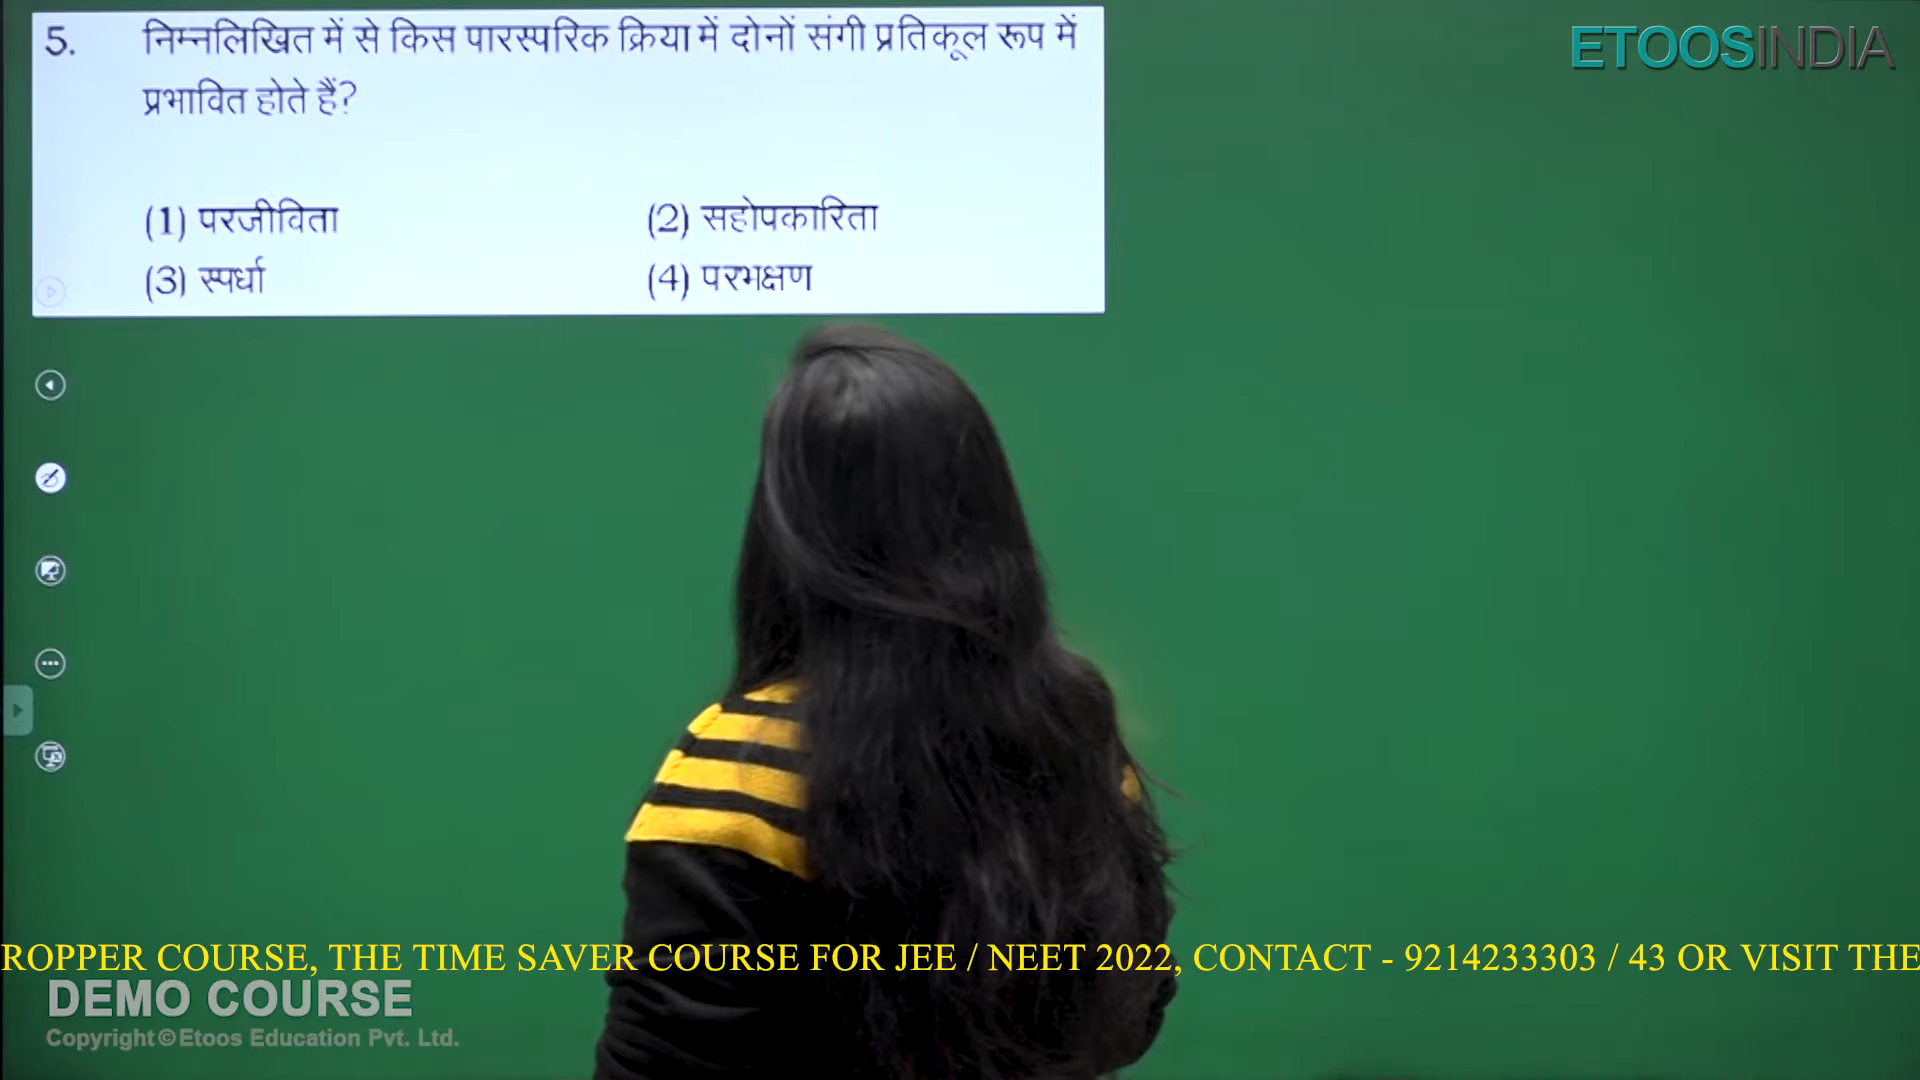 5. निम्नलिखित में से किस पारस्परिक क्रिया में दोनों संगी प्रतिकूल रूप में
प्रभावित होते हैं?
(1) परजीविता (2) सहोपकारिता
(3) स्पर्धा (4) परभक्षण
ETOOSINDIA
ROPPER COURSE, THE TIME SAVER COURSE FOR JEE / NEET 2022, CONTACT - 9214233303 / 43 OR VISIT THE
DEMO COURSE
Copyright © Etoos Education Pvt. Ltd.